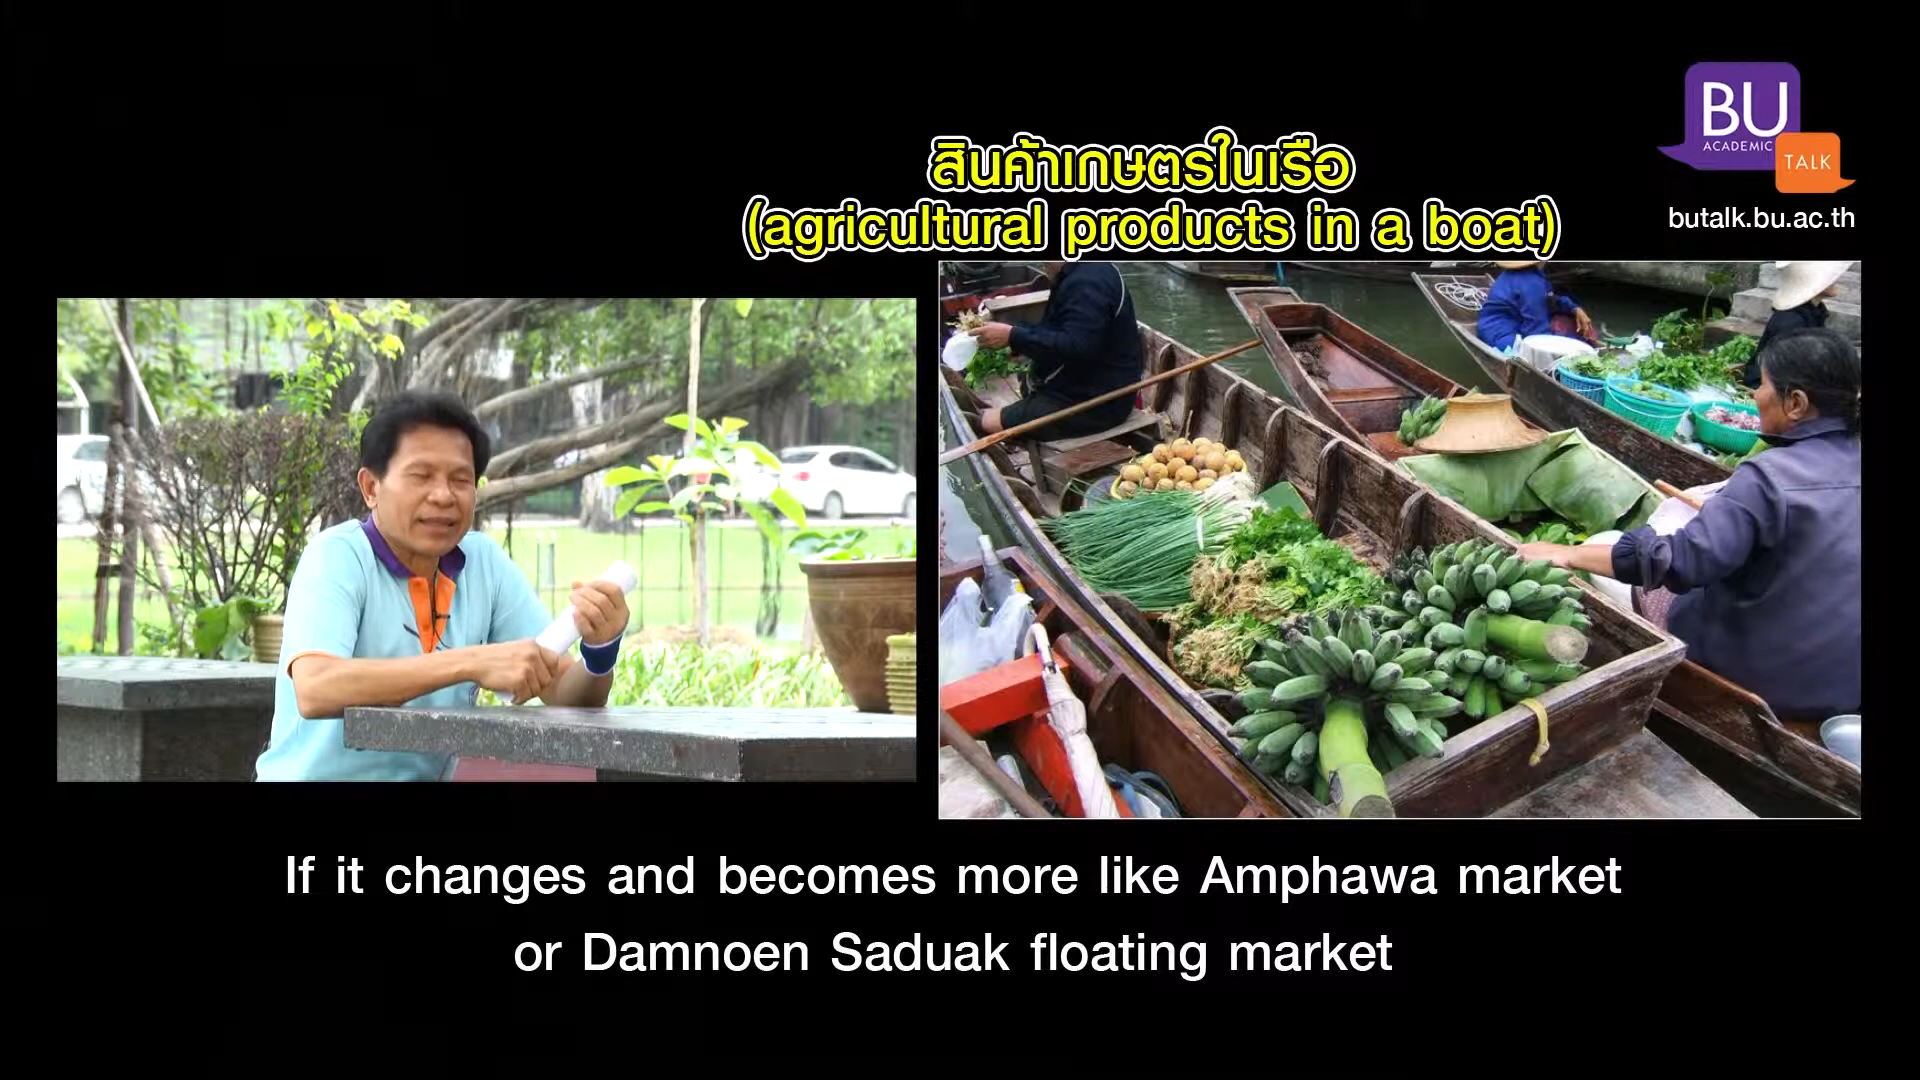 BU
ACADEMIC
TALK
butalk.bu.ac.th
สินค้าเกษตรในเรือ
(agricultural products in a boat)
If it changes and becomes more like Amphawa market
or Damnoen Saduak floating market